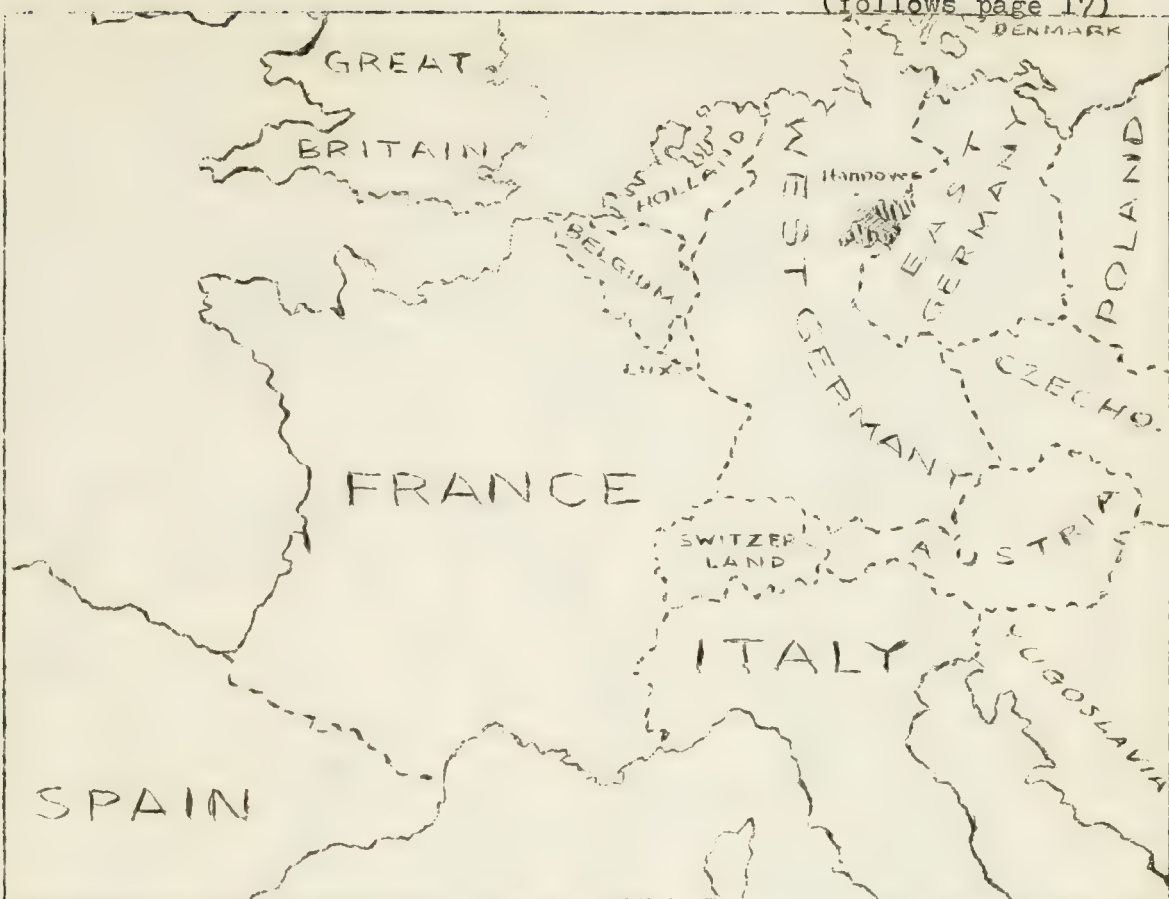 (follows page 17)
DENMARK
GREAT
BRITAIN
HOLLAND
WEST GERMANY
Hannover
EAST
GERMANY
POLAND
BELGIUM
LUX.
CZECHO.
FRANCE
SWITZER
LAND
AUSTRIA
ITALY
YUGOSLAVIA
SPAIN